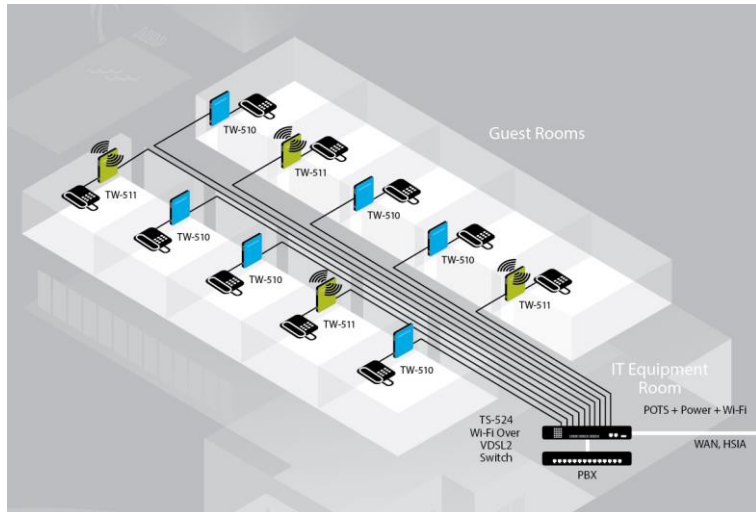 TW-510
Guest Rooms
TW-511
TW-511
TW-510
TW-510
TW-510
TW-510
TW-511
TW-511
TW-510
IT Equipment
Room
POTS + Power + Wi-Fi
TS-524
Wi-Fi Over
VDSL2
Switch
WAN, HSIA
PBX